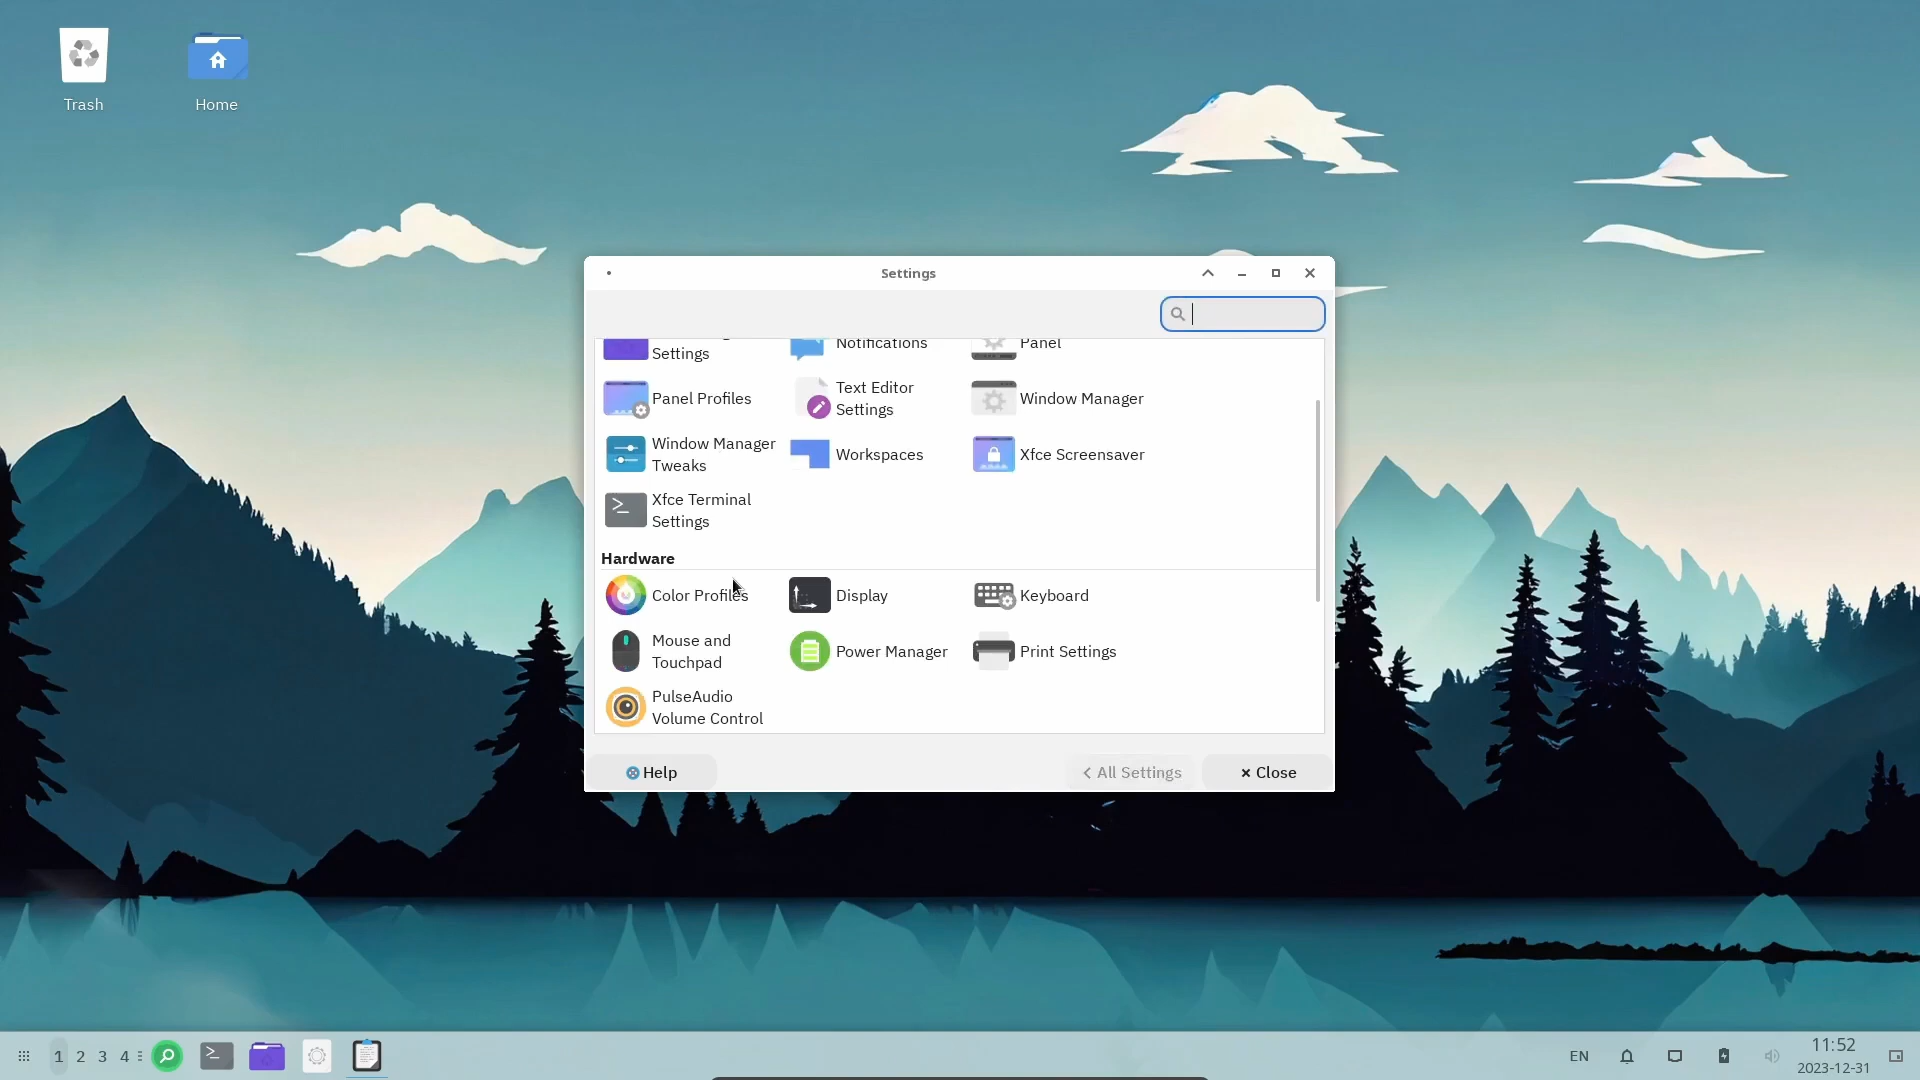 Trash
Home
Settings
Settings
Notifications
Panel
Panel Profiles
Text Editor
Settings
Window Manager
Window Manager
Tweaks
Workspaces
Xfce Screensaver
Xfce Terminal
Settings
Hardware
Color Profiles
Display
Keyboard
Mouse and
Touchpad
Power Manager
Print Settings
PulseAudio
Volume Control
Help
All Settings
Close
1 2 3 4
EN
11:52
2023-12-31